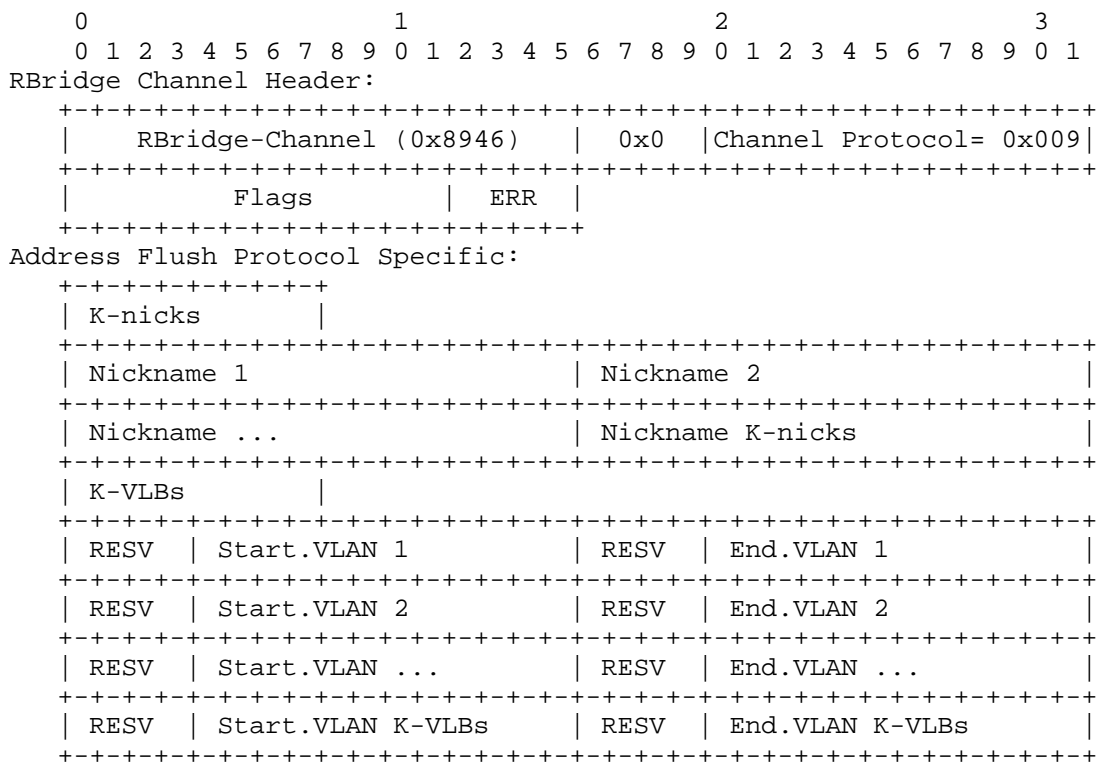 0                   1                   2                   3
    0 1 2 3 4 5 6 7 8 9 0 1 2 3 4 5 6 7 8 9 0 1 2 3 4 5 6 7 8 9 0 1
RBridge Channel Header:
   +-+-+-+-+-+-+-+-+-+-+-+-+-+-+-+-+-+-+-+-+-+-+-+-+-+-+-+-+-+-+-+-+
   |    RBridge-Channel (0x8946)   |  0x0  |Channel Protocol= 0x009|
   +-+-+-+-+-+-+-+-+-+-+-+-+-+-+-+-+-+-+-+-+-+-+-+-+-+-+-+-+-+-+-+-+
   |          Flags        |  ERR  |
   +-+-+-+-+-+-+-+-+-+-+-+-+-+-+-+-+
Address Flush Protocol Specific:
   +-+-+-+-+-+-+-+-+
   | K-nicks       |
   +-+-+-+-+-+-+-+-+-+-+-+-+-+-+-+-+-+-+-+-+-+-+-+-+-+-+-+-+-+-+-+-+
   | Nickname 1                    | Nickname 2                    |
   +-+-+-+-+-+-+-+-+-+-+-+-+-+-+-+-+-+-+-+-+-+-+-+-+-+-+-+-+-+-+-+-+
   | Nickname ...                  | Nickname K-nicks              |
   +-+-+-+-+-+-+-+-+-+-+-+-+-+-+-+-+-+-+-+-+-+-+-+-+-+-+-+-+-+-+-+-+
   | K-VLBs        |
   +-+-+-+-+-+-+-+-+-+-+-+-+-+-+-+-+-+-+-+-+-+-+-+-+-+-+-+-+-+-+-+-+
   | RESV  | Start.VLAN 1          | RESV  | End.VLAN 1            |
   +-+-+-+-+-+-+-+-+-+-+-+-+-+-+-+-+-+-+-+-+-+-+-+-+-+-+-+-+-+-+-+-+
   | RESV  | Start.VLAN 2          | RESV  | End.VLAN 2            |
   +-+-+-+-+-+-+-+-+-+-+-+-+-+-+-+-+-+-+-+-+-+-+-+-+-+-+-+-+-+-+-+-+
   | RESV  | Start.VLAN ...        | RESV  | End.VLAN ...          |
   +-+-+-+-+-+-+-+-+-+-+-+-+-+-+-+-+-+-+-+-+-+-+-+-+-+-+-+-+-+-+-+-+
   | RESV  | Start.VLAN K-VLBs     | RESV  | End.VLAN K-VLBs       |
   +-+-+-+-+-+-+-+-+-+-+-+-+-+-+-+-+-+-+-+-+-+-+-+-+-+-+-+-+-+-+-+-+